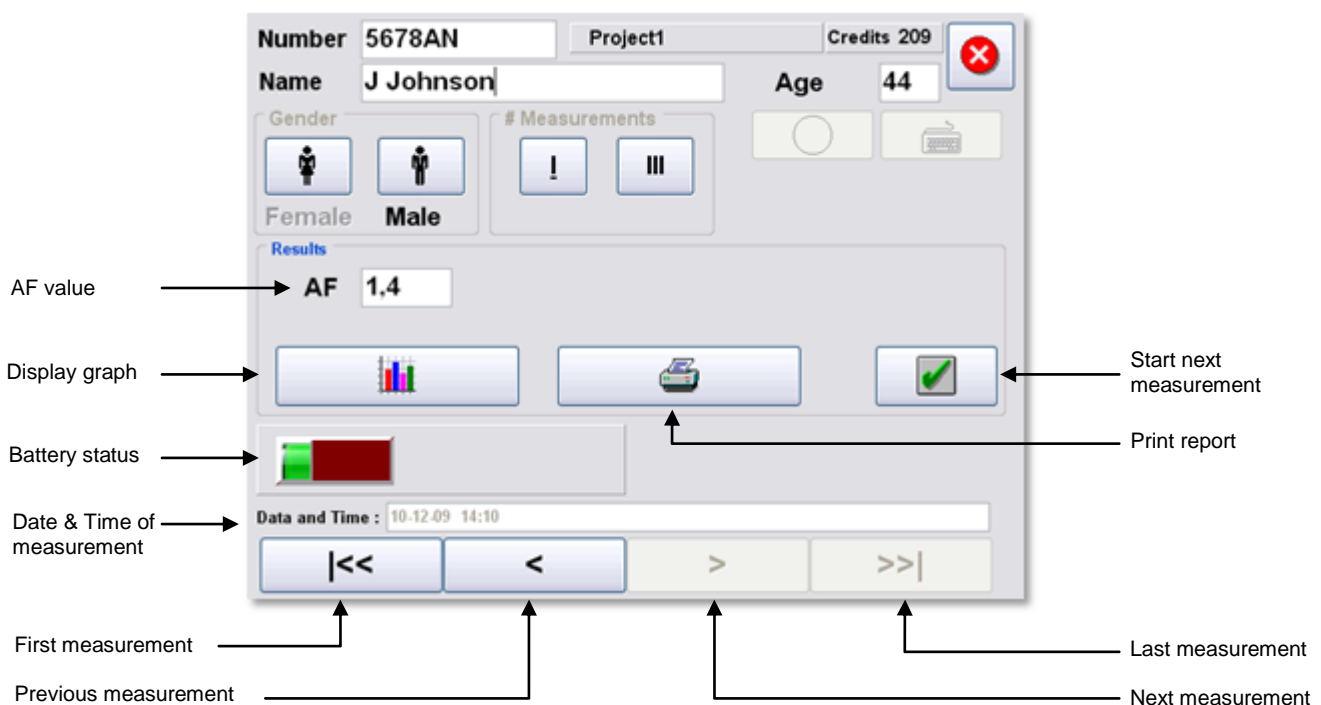 Number 5678AN Project1 Credits 209
Name J Johnson Age 44
Gender # Measurements
I III
Female Male
Results
AF value AF 1,4
Display graph
Start next
measurement
Print report
Battery status
Date & Time of
measurement
Data and Time : 10-12-09 14:10
|<< < > >>|
First measurement
Last measurement
Previous measurement
Next measurement